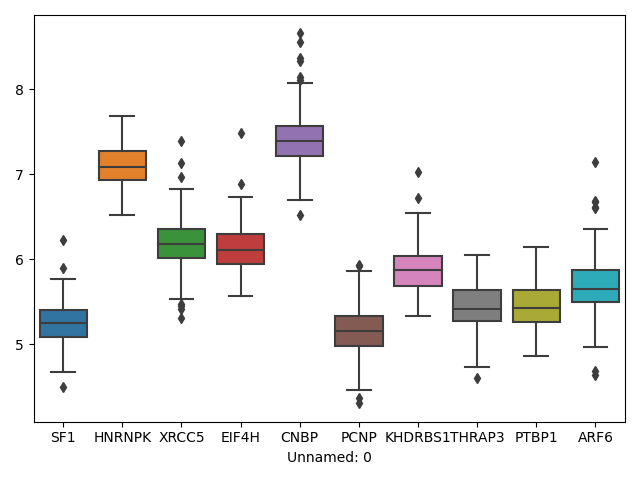 8
7
6
5
SF1 HNRNPK XRCC5 EIF4H CNBP PCNP KHDRBS1 THRAP3 PTBP1 ARF6
Unnamed: 0